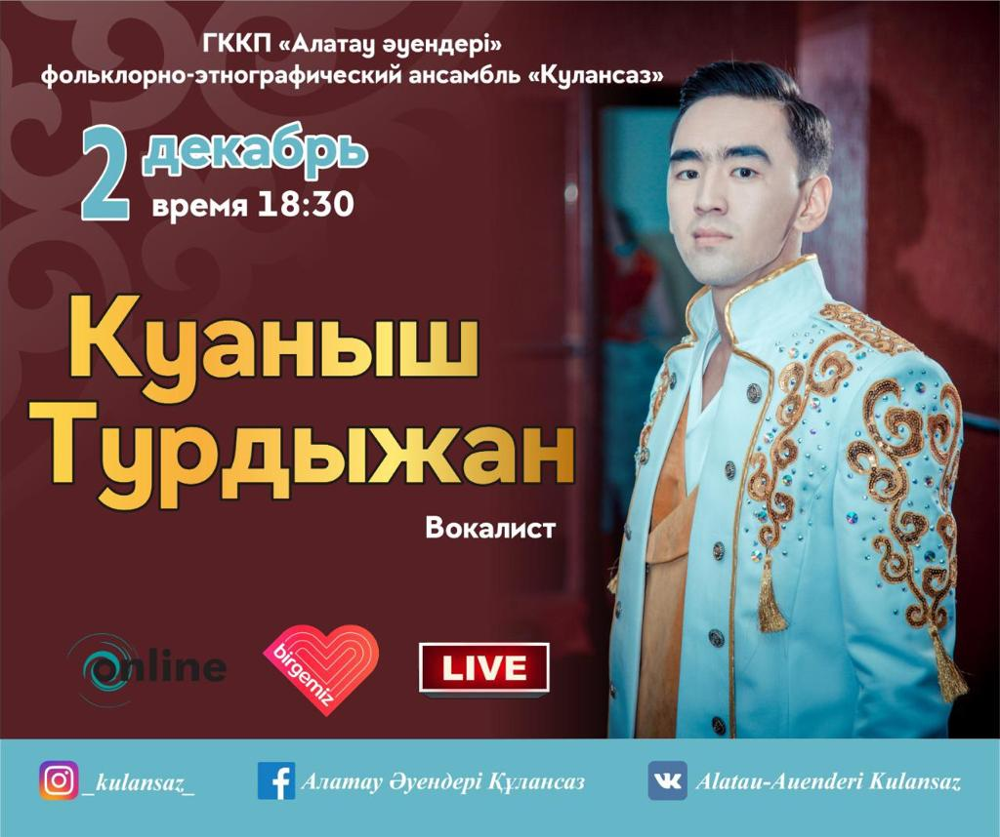 ГККП «Алатау әуендері»
фольклорно-этнографический ансамбль «Кулансаз»
2 декабрь
время 18:30
Куаныш
Турдыжан
Вокалист
online
birgemiz
LIVE
_kulansaz_
Алатау Әуендері Құлансаз
Alatau-Auenderi Kulansaz